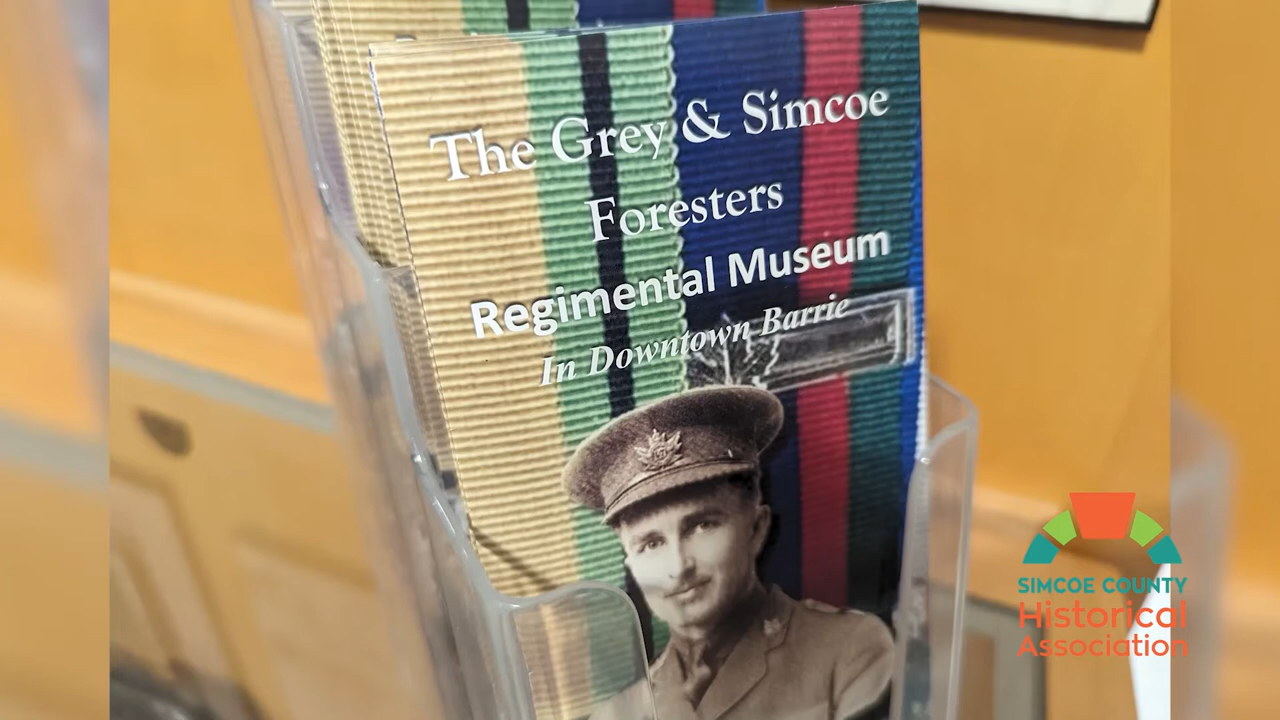 The Grey & Simcoe
Foresters
Regimental Museum
In Downtown Barrie
SIMCOE COUNTY
Historical
Association